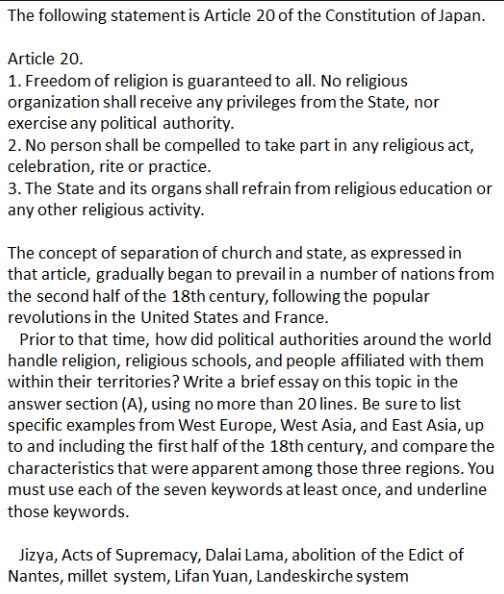 The following statement is Article 20 of the Constitution of Japan.

Article 20.
1. Freedom of religion is guaranteed to all. No religious
organization shall receive any privileges from the State, nor
exercise any political authority.
2. No person shall be compelled to take part in any religious act,
celebration, rite or practice.
3. The State and its organs shall refrain from religious education or
any other religious activity.

The concept of separation of church and state, as expressed in
that article, gradually began to prevail in a number of nations from
the second half of the 18th century, following the popular
revolutions in the United States and France.
Prior to that time, how did political authorities around the world
handle religion, religious schools, and people affiliated with them
within their territories? Write a brief essay on this topic in the
answer section (A), using no more than 20 lines. Be sure to list
specific examples from West Europe, West Asia, and East Asia, up
to and including the first half of the 18th century, and compare the
characteristics that were apparent among those three regions. You
must use each of the seven keywords at least once, and underline
those keywords.

Jizya, Acts of Supremacy, Dalai Lama, abolition of the Edict of
Nantes, millet system, Lifan Yuan, Landeskirche system